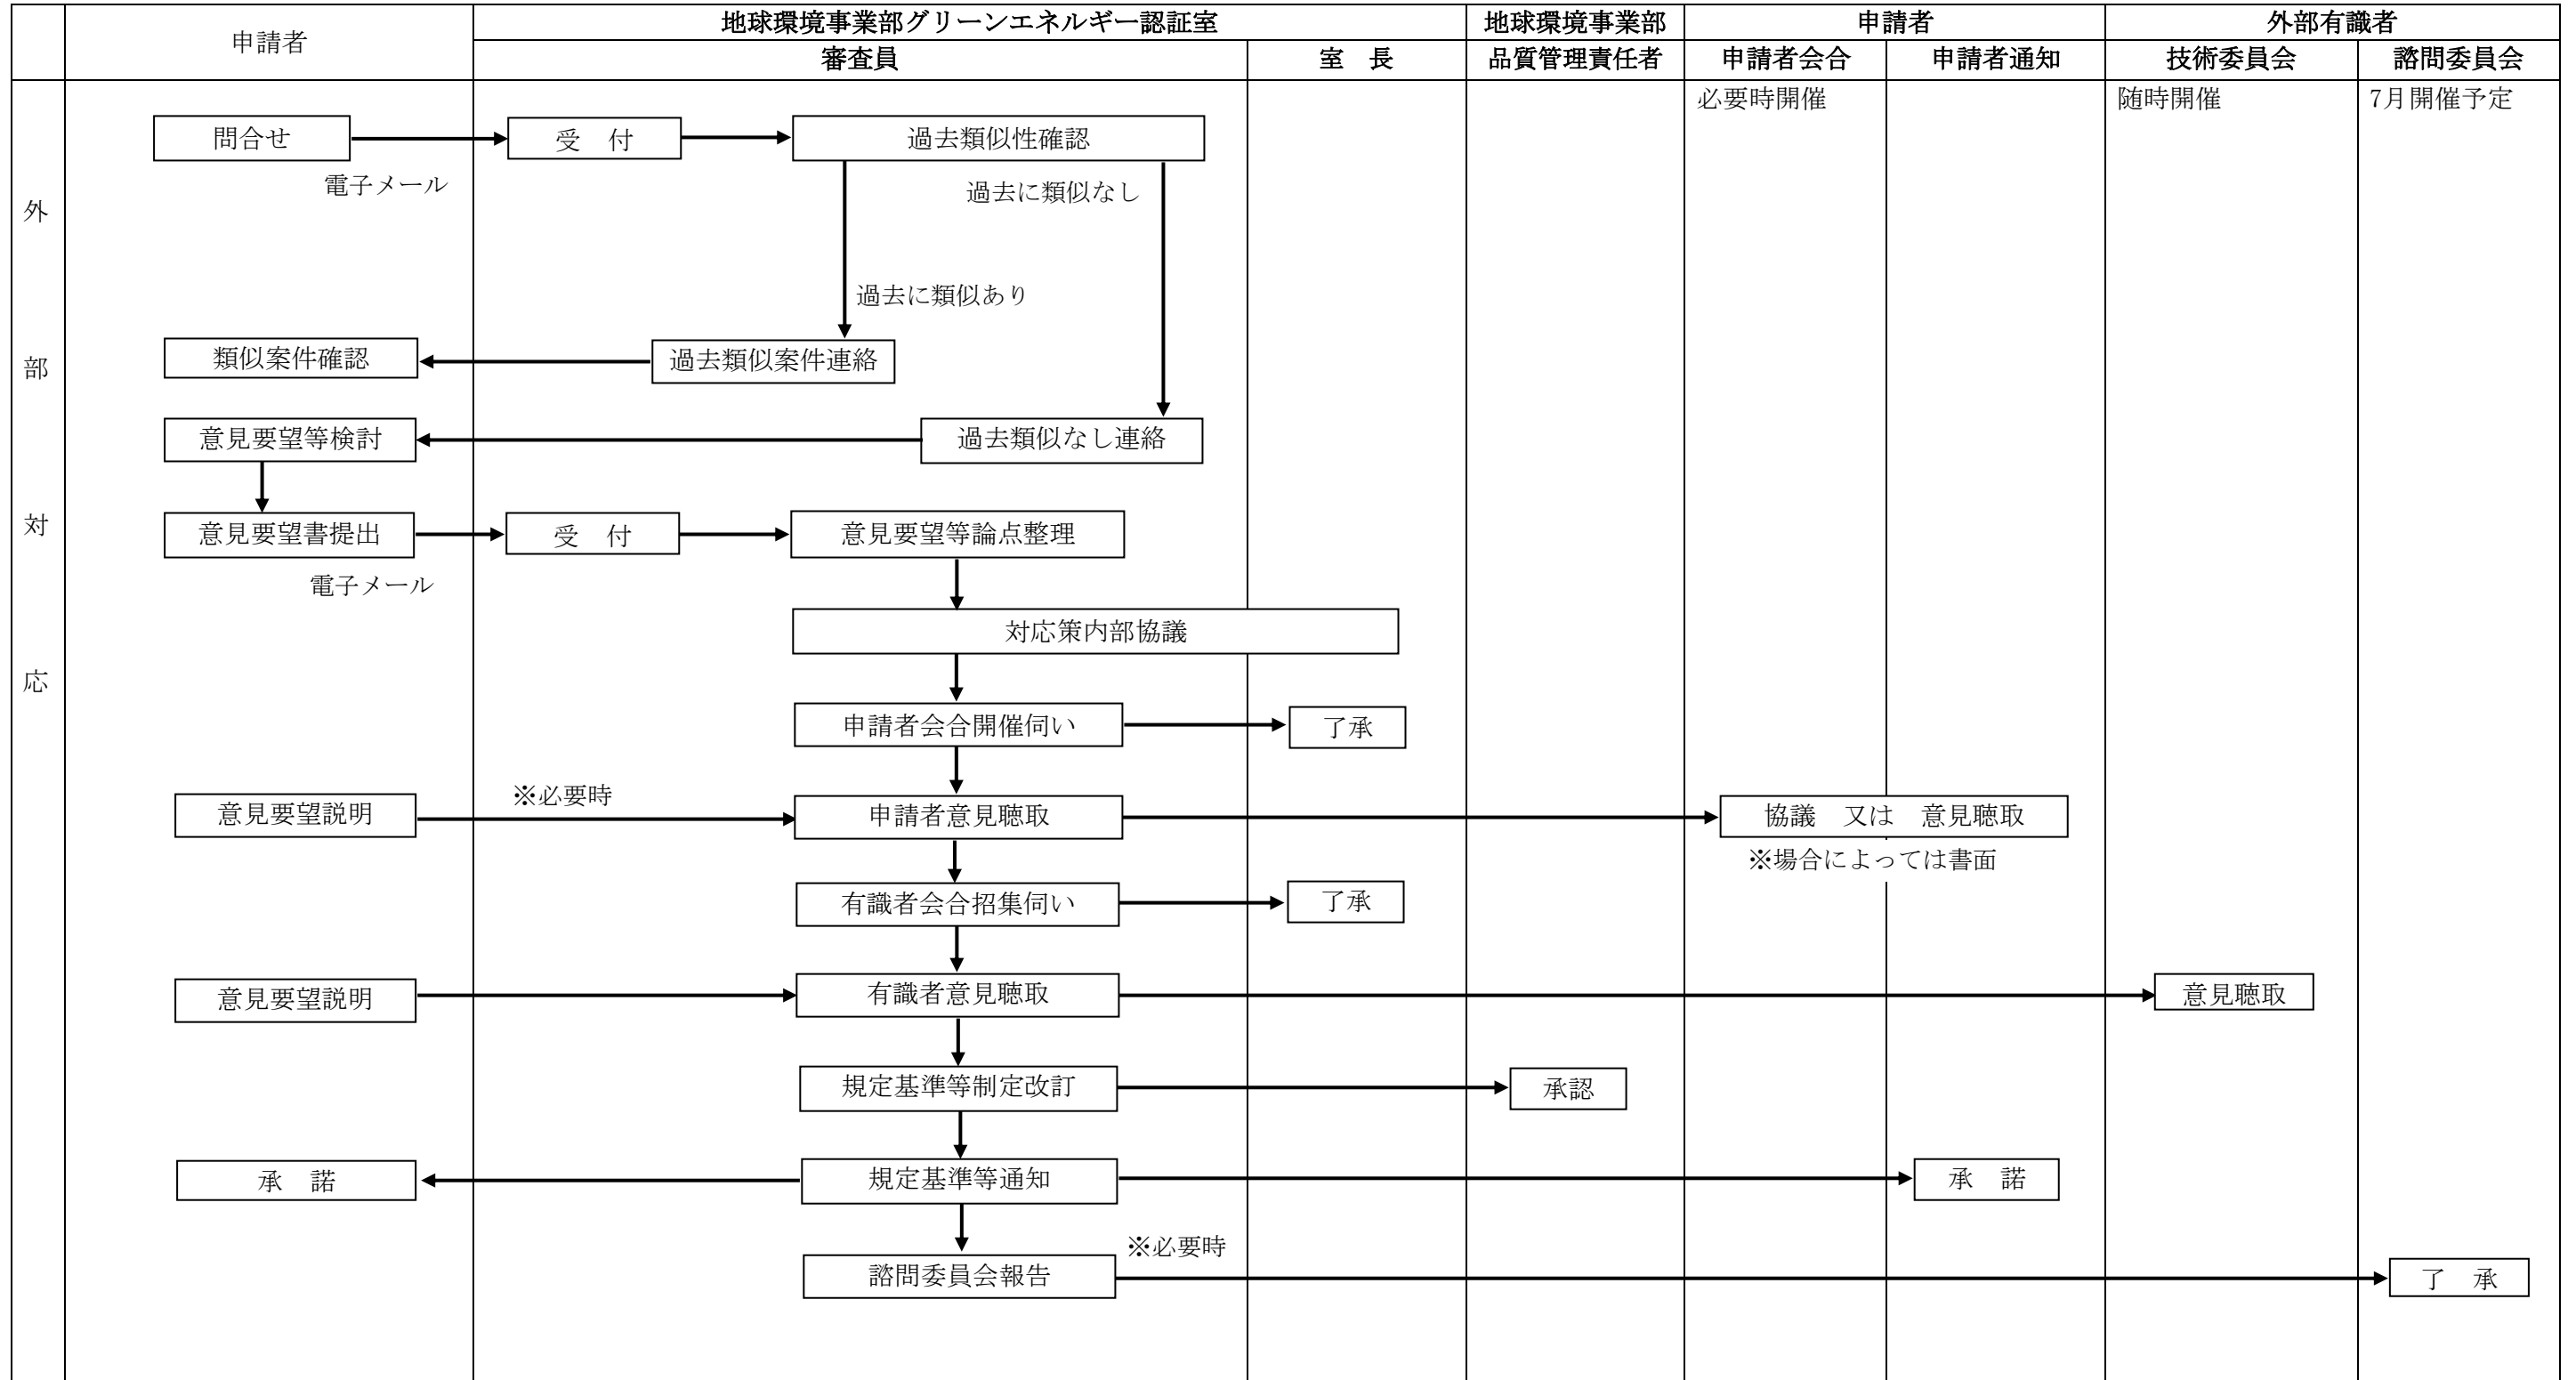 申請者
地球環境事業部グリーンエネルギー認証室
地球環境事業部
申請者
外部有識者
審査員
室　長
品質管理責任者
申請者会合
申請者通知
技術委員会
諮問委員会
外
部
対
応
必要時開催
随時開催
7月開催予定
問合せ
受　付
過去類似性確認
電子メール
過去に類似なし
過去に類似あり
類似案件確認
過去類似案件連絡
意見要望等検討
過去類似なし連絡
意見要望書提出
受　付
意見要望等論点整理
電子メール
対応策内部協議
申請者会合開催伺い
了承
※必要時
意見要望説明
申請者意見聴取
協議　又は　意見聴取
※場合によっては書面
有識者会合招集伺い
了承
意見要望説明
有識者意見聴取
意見聴取
規定基準等制定改訂
承認
承　諾
規定基準等通知
承　諾
※必要時
諮問委員会報告
了　承